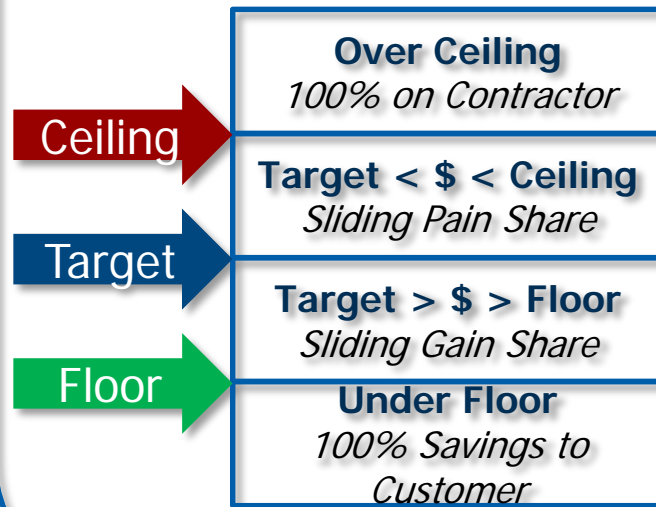 Over Ceiling
100% on Contractor
Ceiling
Target < $ < Ceiling
Sliding Pain Share
Target
Target > $ > Floor
Sliding Gain Share
Floor
Under Floor
100% Savings to
Customer